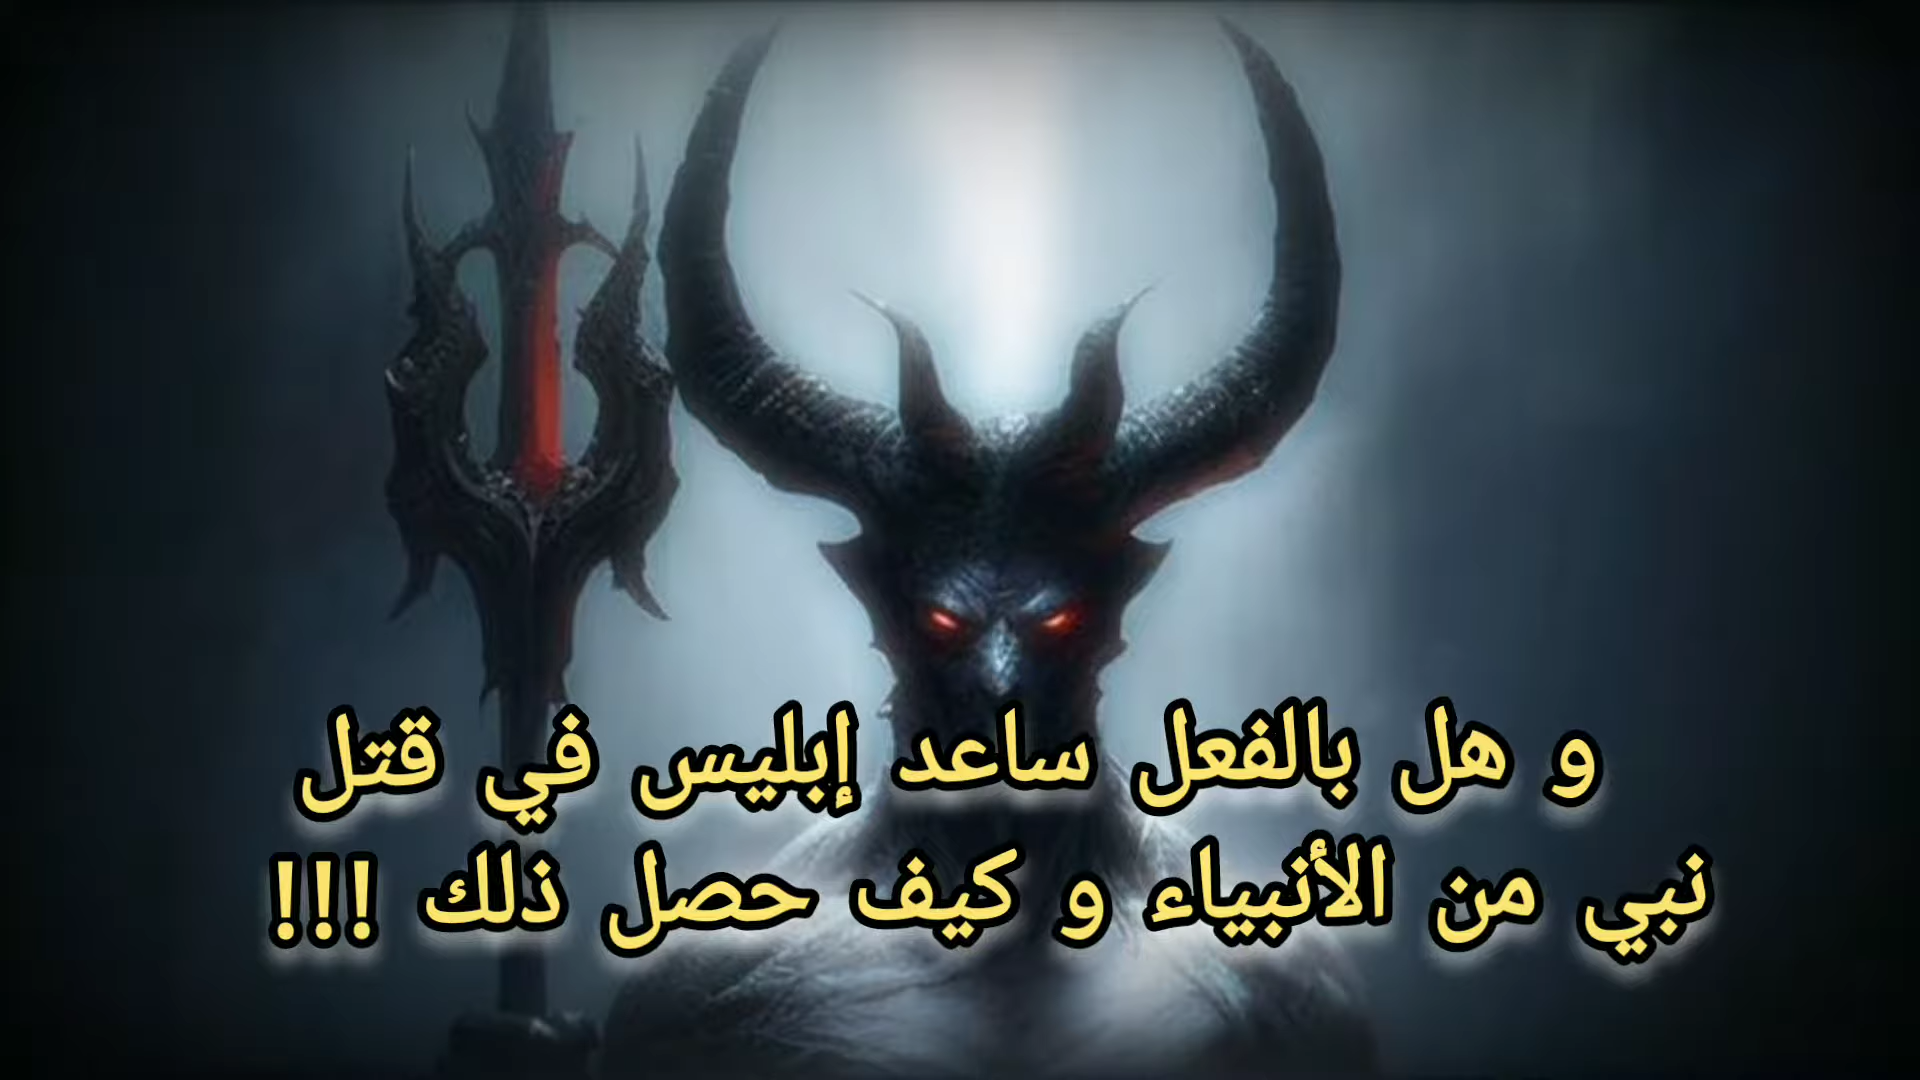 و هل بالفعل ساعد إبليس في قتل
نبي من الأنبياء و كيف حصل ذلك !!!